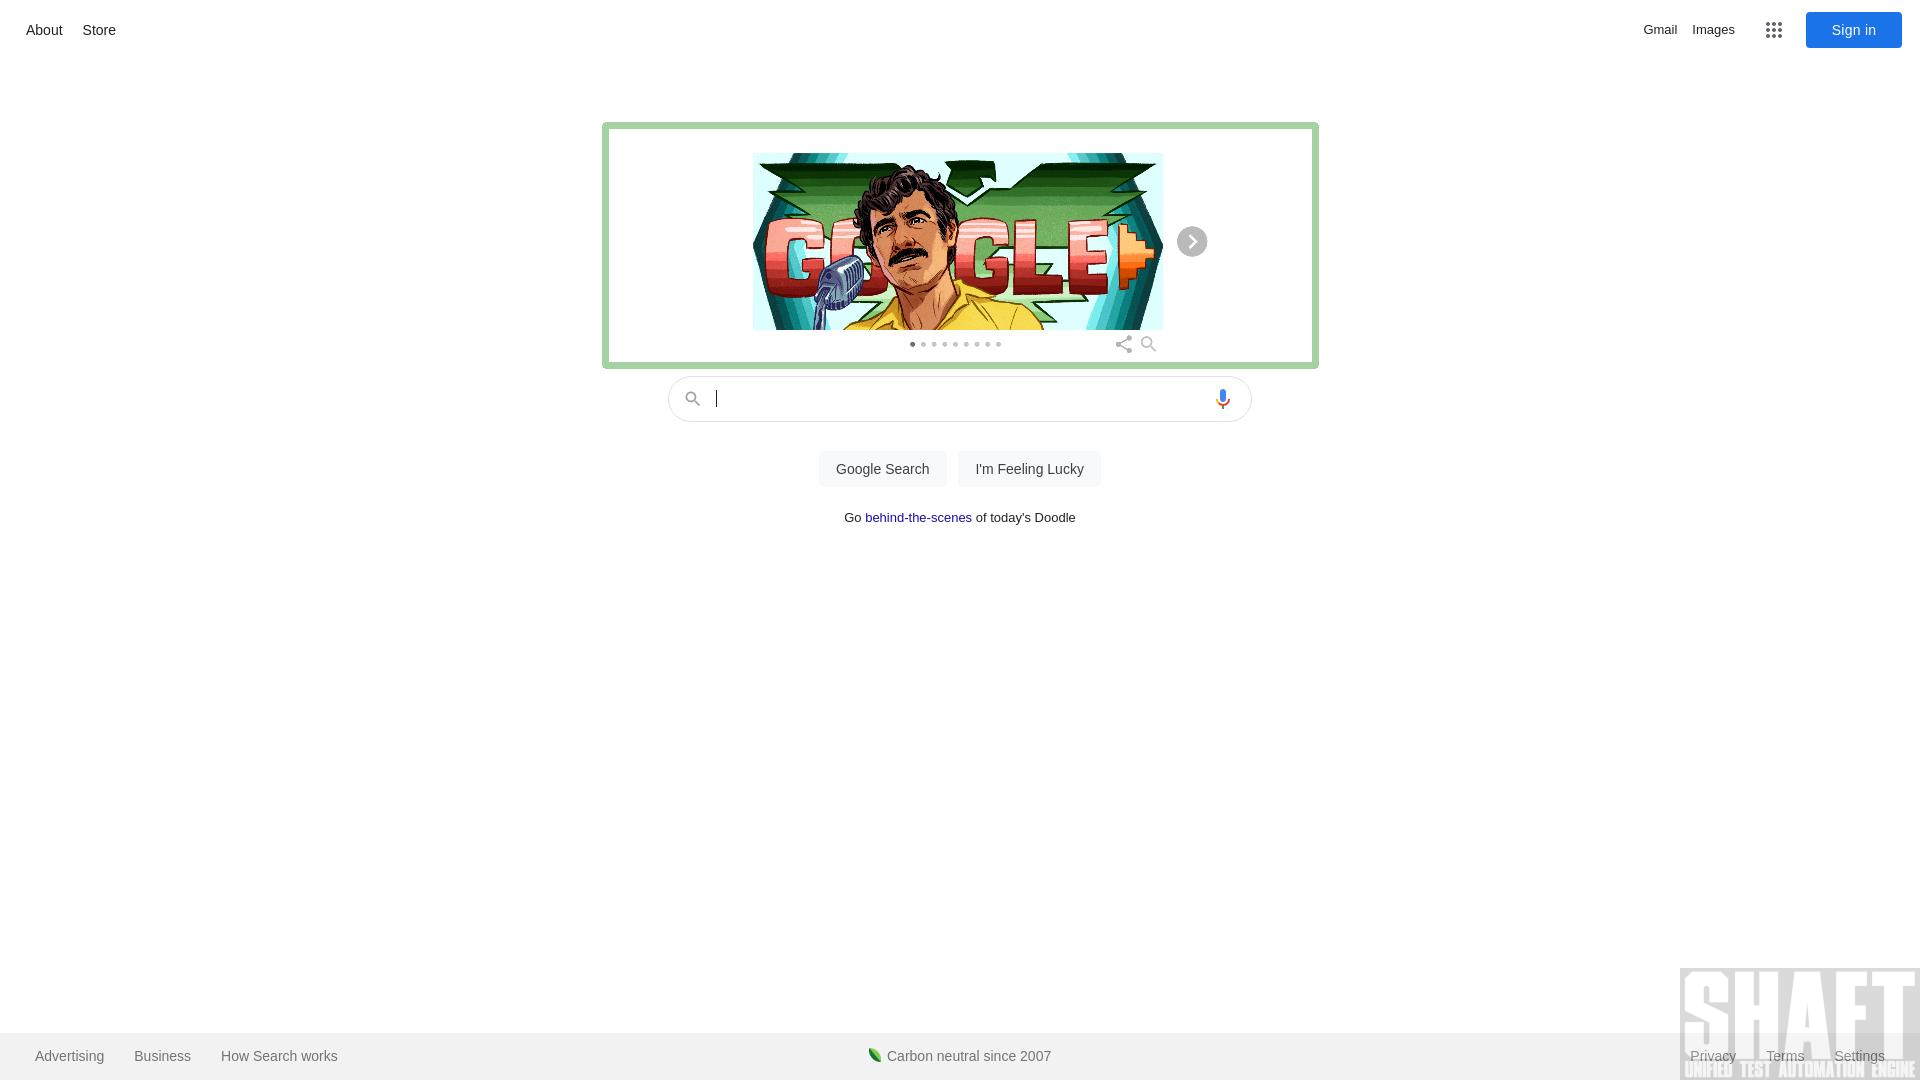 About Store
Gmail Images Sign in
GOOGLE
Google Search I'm Feeling Lucky
Go behind-the-scenes of today's Doodle
Advertising Business How Search works
Carbon neutral since 2007
Privacy Terms Settings
SHAFT
UNIFIED TEST AUTOMATION ENGINE